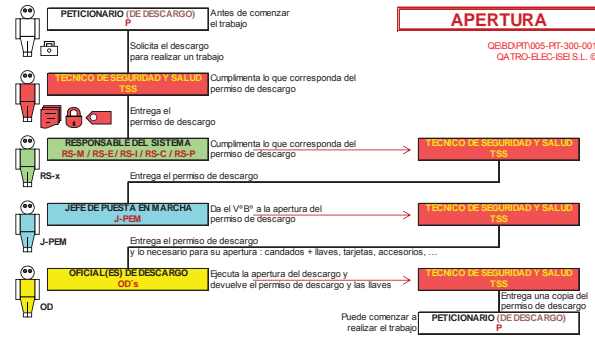 PETICIONARIO (DE DESCARGO)
P
Antes de comenzar
el trabajo
APERTURA
QEBD\PIT\005-PIT-300-001
QATRO-ELEC-ISEI S.L. ©
Solicita el descargo
para realizar un trabajo
TECNICO DE SEGURIDAD Y SALUD
TSS
Cumplimenta lo que corresponda del
permiso de descargo
Entrega el
permiso de descargo
RESPONSABLE DEL SISTEMA
RS-M / RS-E / RS-I / RS-C / RS-P
Cumplimenta lo que corresponda del
permiso de descargo
TECNICO DE SEGURIDAD Y SALUD
TSS
RS-x
Entrega el permiso de descargo
JEFE DE PUESTA EN MARCHA
J-PEM
Da el VºBº a la apertura del
permiso de descargo
TECNICO DE SEGURIDAD Y SALUD
TSS
J-PEM
Entrega el permiso de descargo
y lo necesario para su apertura : candados + llaves, tarjetas, accesorios, ...
OFICIAL(ES) DE DESCARGO
OD´s
Ejecuta la apertura del descargo y
devuelve el permiso de descargo y las llaves
TECNICO DE SEGURIDAD Y SALUD
TSS
OD
Entrega una copia del
permiso de descargo
Puede comenzar a
realizar el trabajo
PETICIONARIO (DE DESCARGO)
P